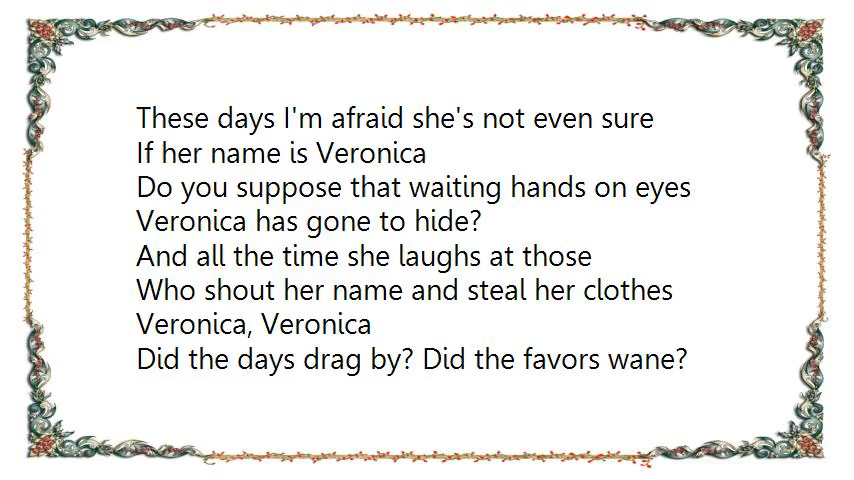 These days I'm afraid she's not even sure
If her name is Veronica
Do you suppose that waiting hands on eyes
Veronica has gone to hide?
And all the time she laughs at those
Who shout her name and steal her clothes
Veronica, Veronica
Did the days drag by? Did the favors wane?